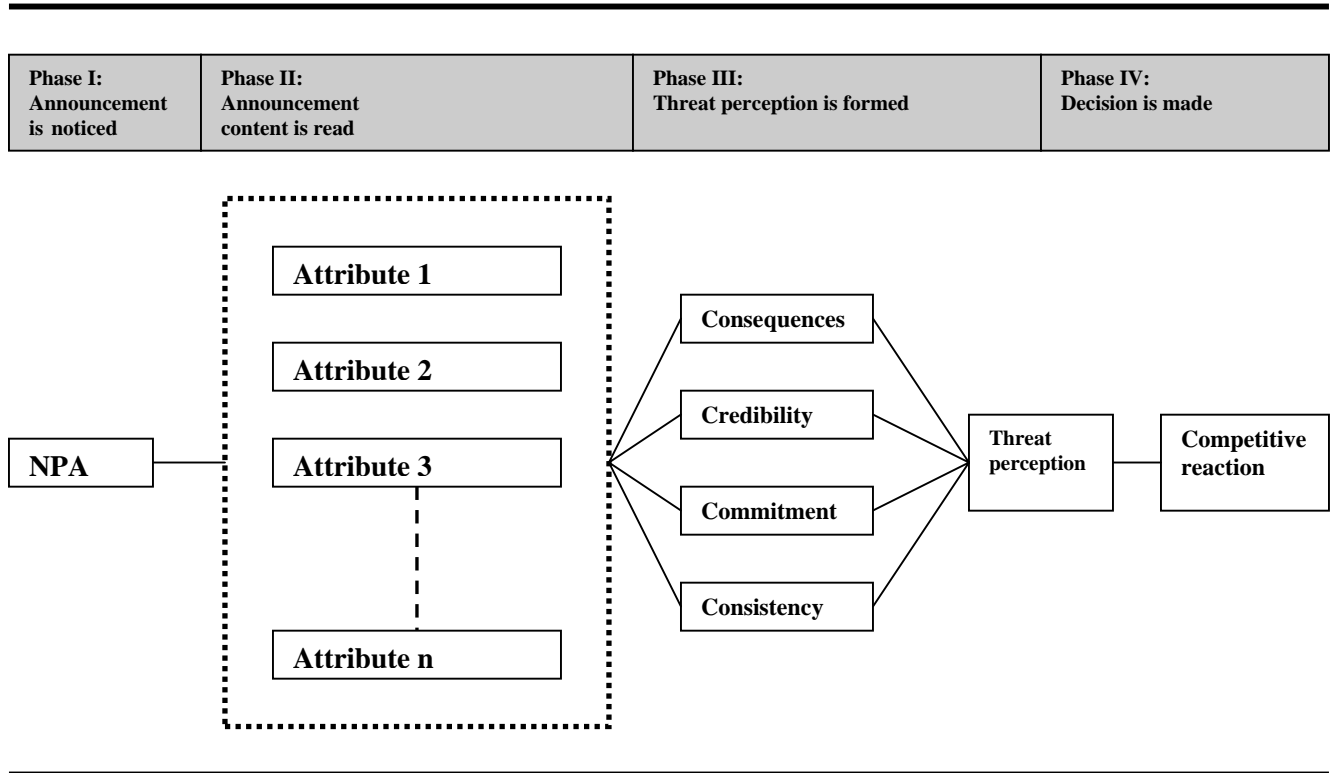 Phase I:
Announcement
is noticed
Phase II:
Announcement
content is read
Phase III:
Threat perception is formed
Phase IV:
Decision is made
NPA
Attribute 1
Attribute 2
Attribute 3
Attribute n
Consequences
Credibility
Commitment
Consistency
Threat
perception
Competitive
reaction